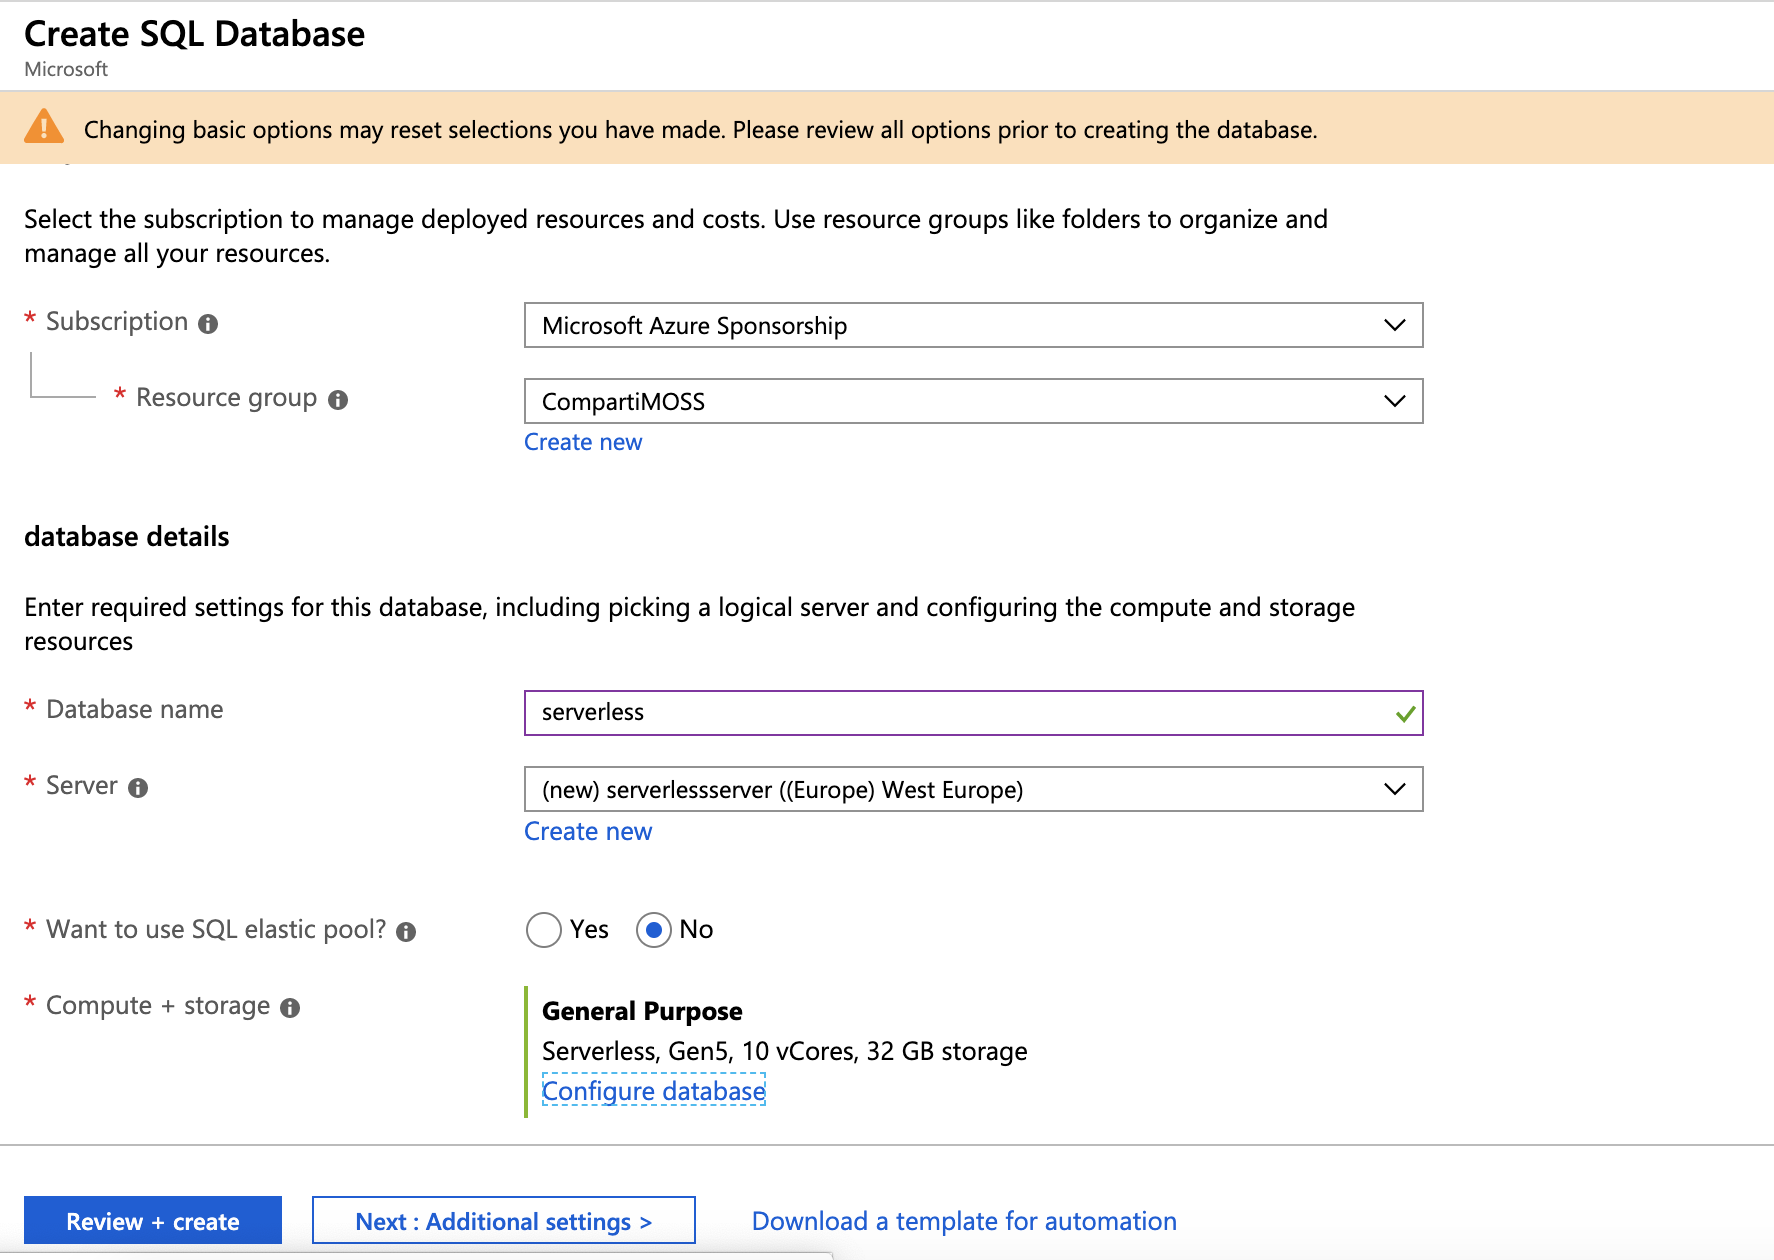 Create SQL Database
Microsoft
Changing basic options may reset selections you have made. Please review all options prior to creating the database.
Select the subscription to manage deployed resources and costs. Use resource groups like folders to organize and
manage all your resources.
* Subscription
Microsoft Azure Sponsorship
* Resource group
CompartiMOSS
Create new
database details
Enter required settings for this database, including picking a logical server and configuring the compute and storage
resources
* Database name
serverless
* Server
(new) serverlessserver ((Europe) West Europe)
Create new
* Want to use SQL elastic pool?
Yes No
* Compute + storage
General Purpose
Serverless, Gen5, 10 vCores, 32 GB storage
Configure database
Review + create
Next : Additional settings >
Download a template for automation